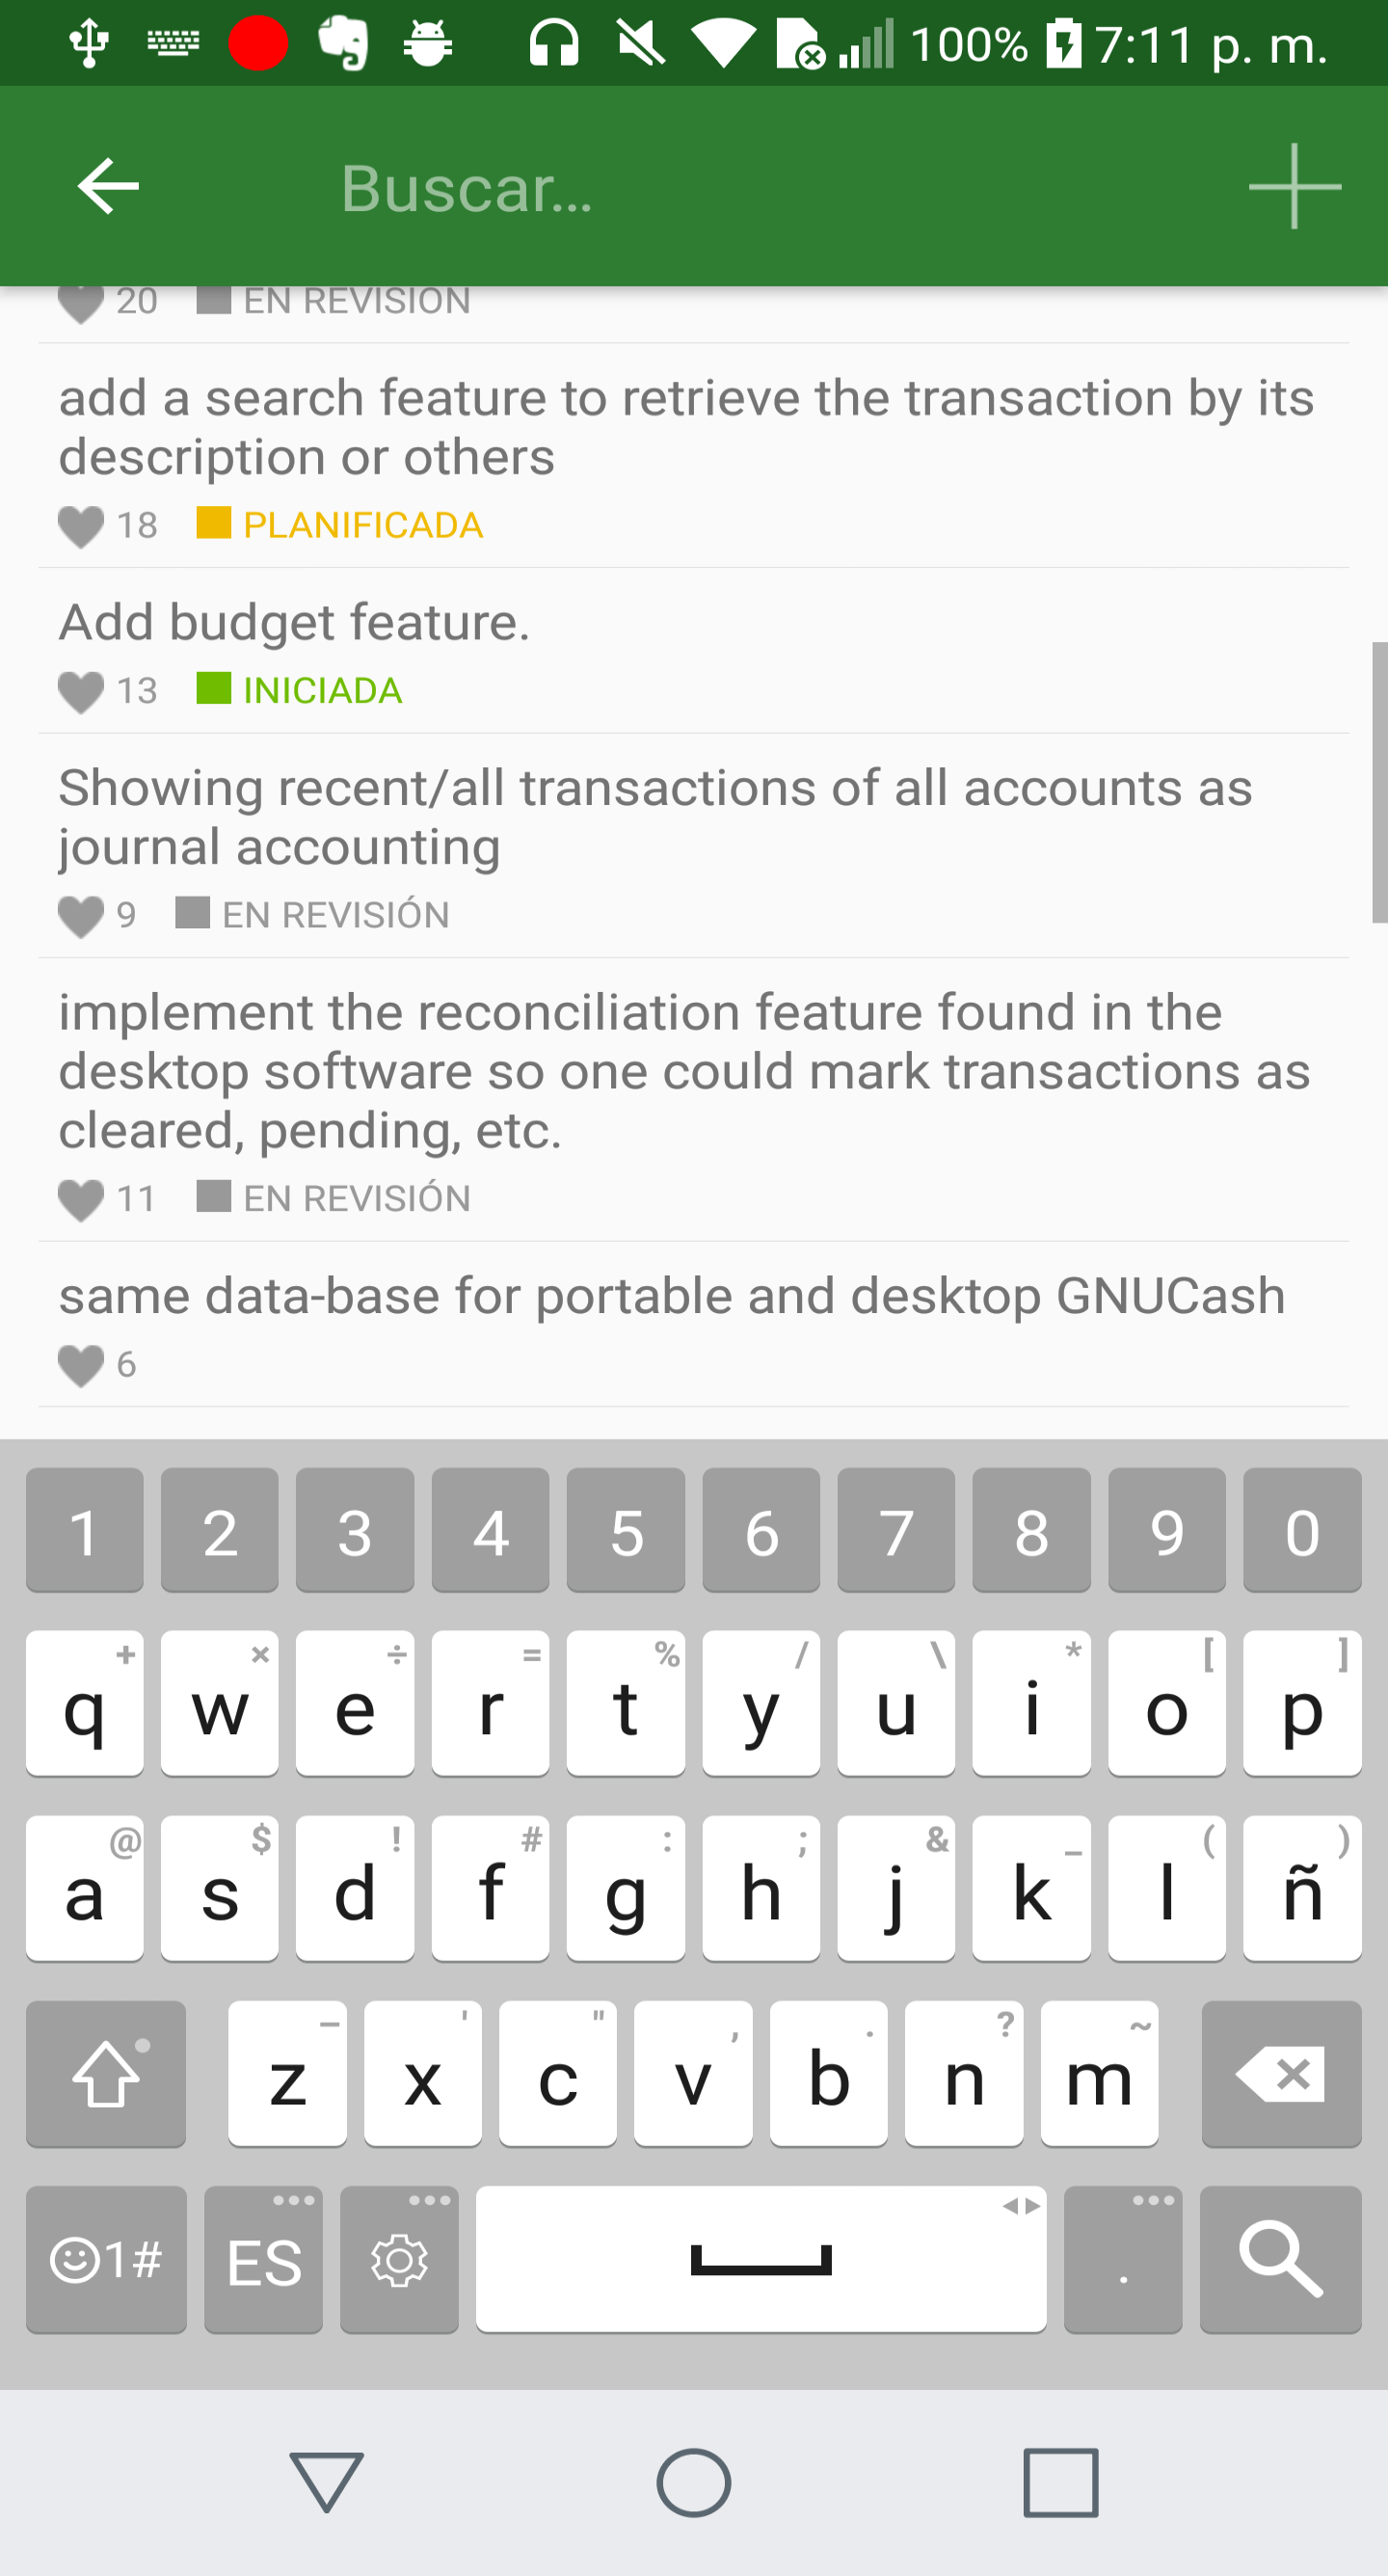 100% 7:11 p. m.
Buscar...
20 EN REVISIÓN
add a search feature to retrieve the transaction by its
description or others
18 PLANIFICADA
Add budget feature.
13 INICIADA
Showing recent/all transactions of all accounts as
journal accounting
9 EN REVISIÓN
implement the reconciliation feature found in the
desktop software so one could mark transactions as
cleared, pending, etc.
11 EN REVISIÓN
same data-base for portable and desktop GNUCash
6
1 2 3 4 5 6 7 8 9 0
+ × ÷ = % / \ * [ ]
q w e r t y u i o p
@ $ ! # : ; & _ ( )
a s d f g h j k l ñ
– ' " , . ? ~
z x c v b n m
1# ES .